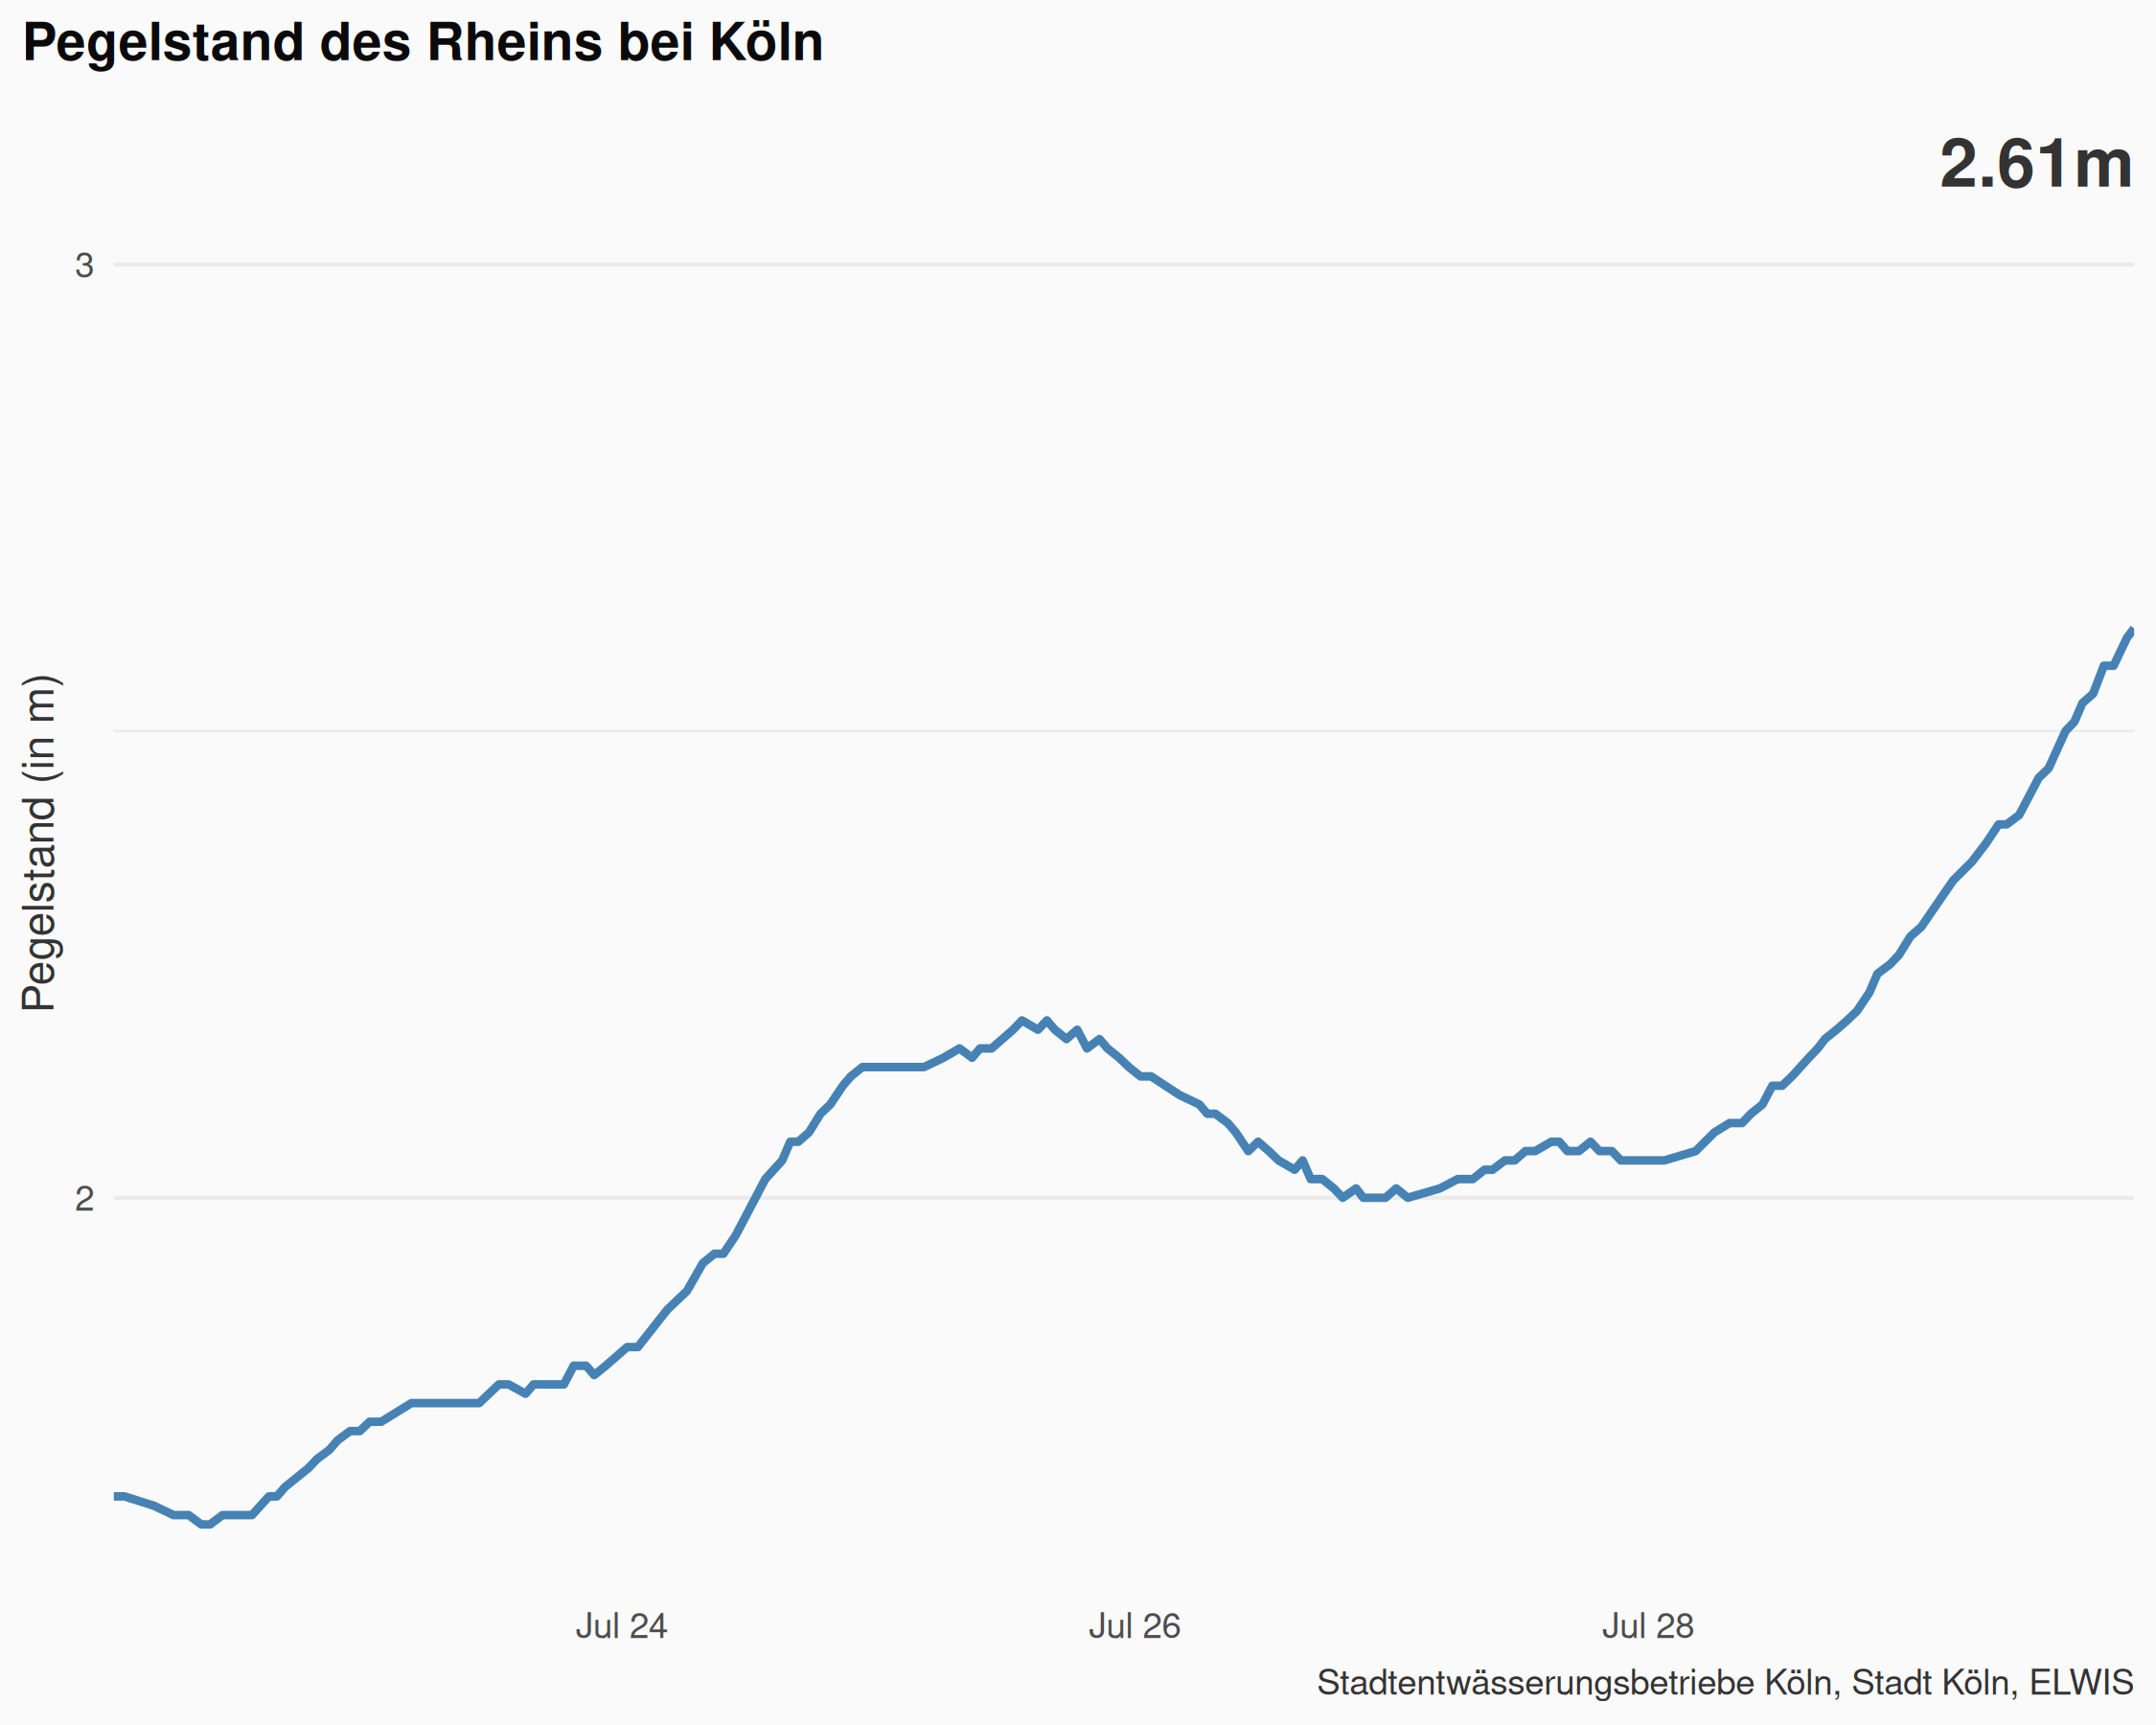 Pegelstand des Rheins bei Köln
2.61m
3
Pegelstand (in m)
2
Jul 24
Jul 26
Jul 28
Stadtentwässerungsbetriebe Köln, Stadt Köln, ELWIS